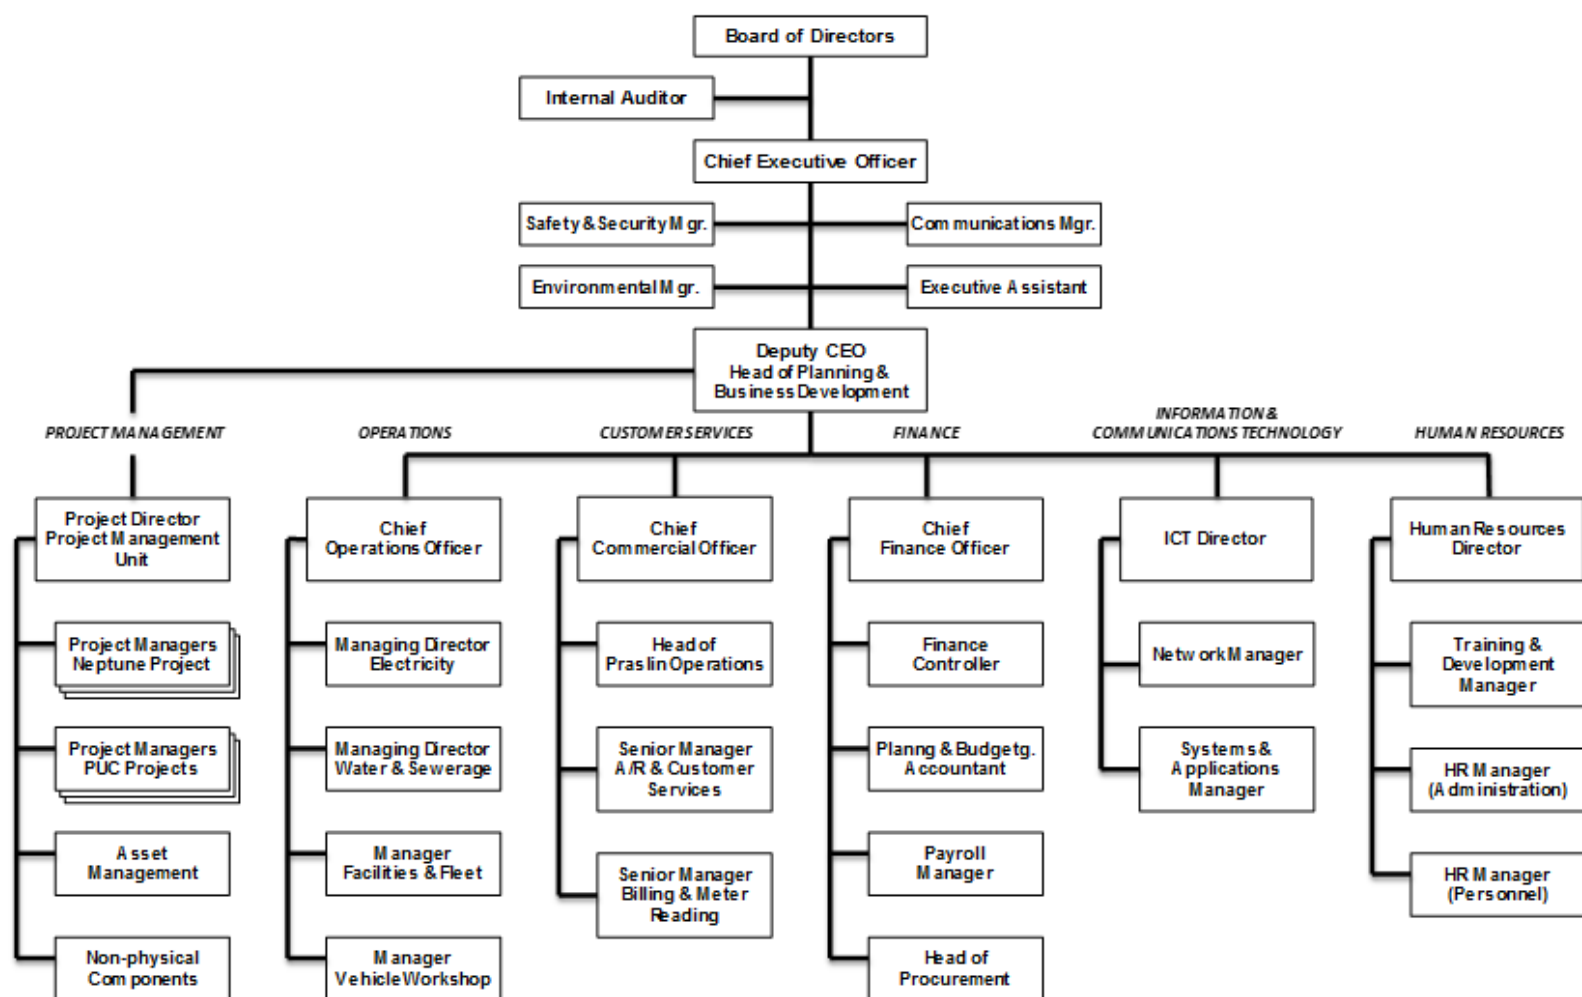 Board of Directors
Internal Auditor
Chief Executive Officer
Safety & Security Mgr.
Communications Mgr.
Environmental Mgr.
Executive Assistant
Deputy CEO
Head of Planning &
Business Development
PROJECT MANAGEMENT
OPERATIONS
CUSTOMER SERVICES
FINANCE
INFORMATION &
COMMUNICATIONS TECHNOLOGY
HUMAN RESOURCES
Project Director
Project Management
Unit
Project Managers
Neptune Project
Project Managers
PUC Projects
Asset
Management
Non-physical
Components
Chief
Operations Officer
Managing Director
Electricity
Managing Director
Water & Sewerage
Manager
Facilities & Fleet
Manager
Vehicle Workshop
Chief
Commercial Officer
Head of
Praslin Operations
Senior Manager
A/R & Customer
Services
Senior Manager
Billing & Meter
Reading
Chief
Finance Officer
Finance
Controller
Planng & Budgetg.
Accountant
Payroll
Manager
Head of
Procurement
ICT Director
Network Manager
Systems &
Applications
Manager
Human Resources
Director
Training &
Development
Manager
HR Manager
(Administration)
HR Manager
(Personnel)